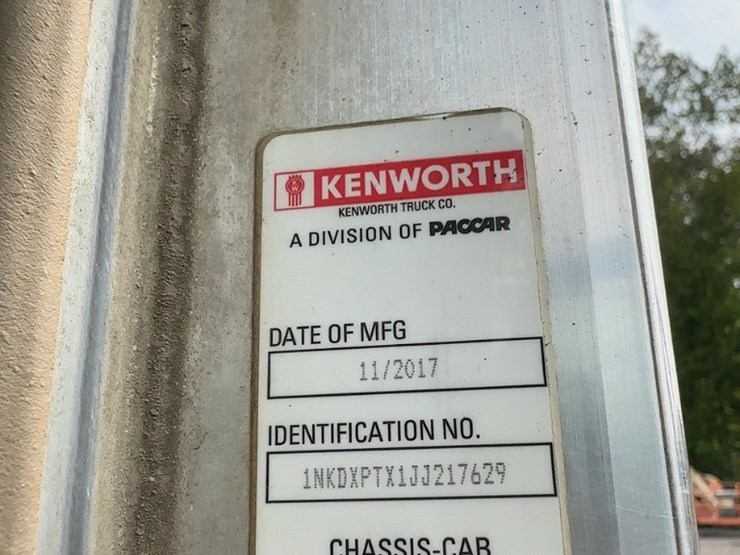 KENWORTH
KENWORTH TRUCK CO.
A DIVISION OF PACCAR
DATE OF MFG
11/2017
IDENTIFICATION NO.
1NKDXPTX1JJ217629
CHASSIS-CAB